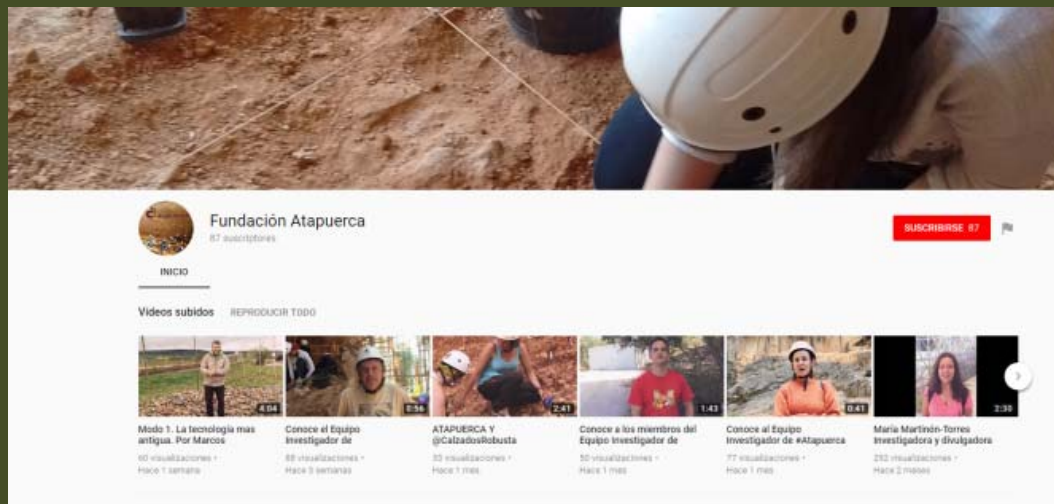 Fundación Atapuerca
87 suscriptores
SUSCRIBIRSE 87
INICIO
Vídeos subidos REPRODUCIR TODO
4:04
0:56
2:41
1:43
0:41
2:30
Modo 1. La tecnología mas
antigua. Por Marcos
60 visualizaciones •
Hace 1 semana
Conoce el Equipo
Investigador de
88 visualizaciones •
Hace 3 semanas
ATAPUERCA Y
@CalzadosRobusta
33 visualizaciones •
Hace 1 mes
Conoce a los miembros del
Equipo Investigador de
50 visualizaciones •
Hace 1 mes
Conoce al Equipo
Investigador de #Atapuerca
77 visualizaciones •
Hace 1 mes
María Martinón-Torres
Investigadora y divulgadora
232 visualizaciones •
Hace 2 meses